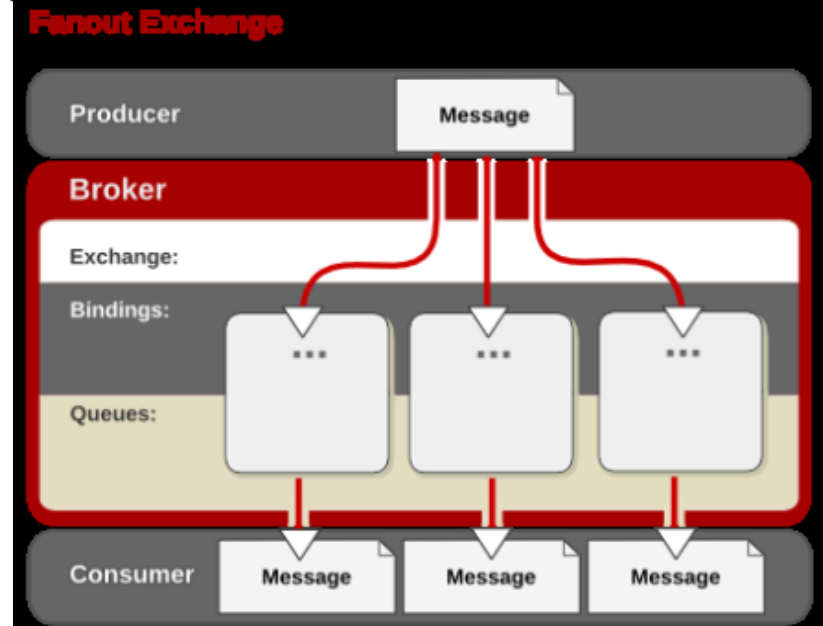 Fanout Exchange
Producer
Message
Broker
Exchange:
Bindings:
... ... ...
Queues:
Consumer
Message Message Message